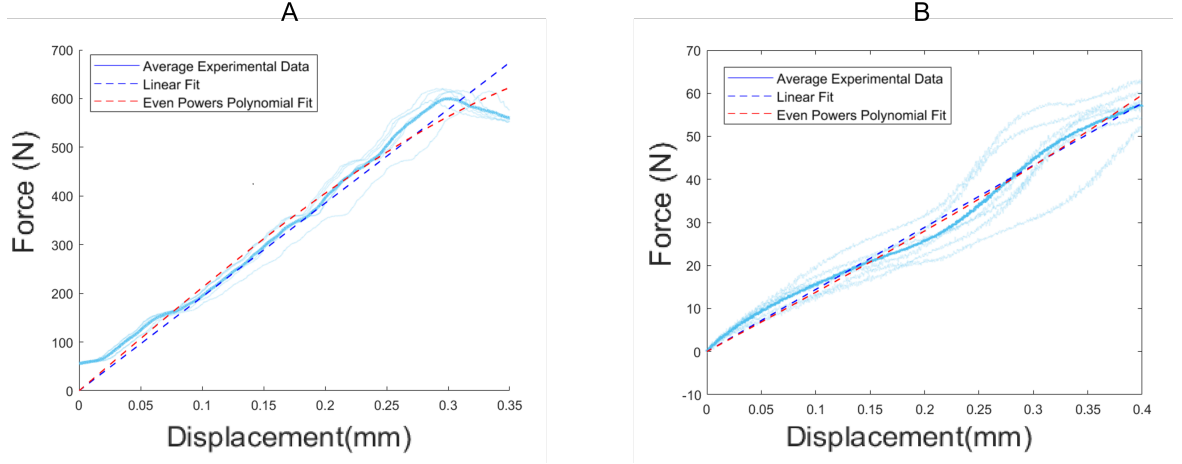 A
700
600
500
400
300
200
100
0
Force (N)
Average Experimental Data
Linear Fit
Even Powers Polynomial Fit
0 0.05 0.1 0.15 0.2 0.25 0.3 0.35
Displacement(mm)
B
70
60
50
40
30
20
10
0
-10
Force (N)
Average Experimental Data
Linear Fit
Even Powers Polynomial Fit
0 0.05 0.1 0.15 0.2 0.25 0.3 0.35 0.4
Displacement(mm)